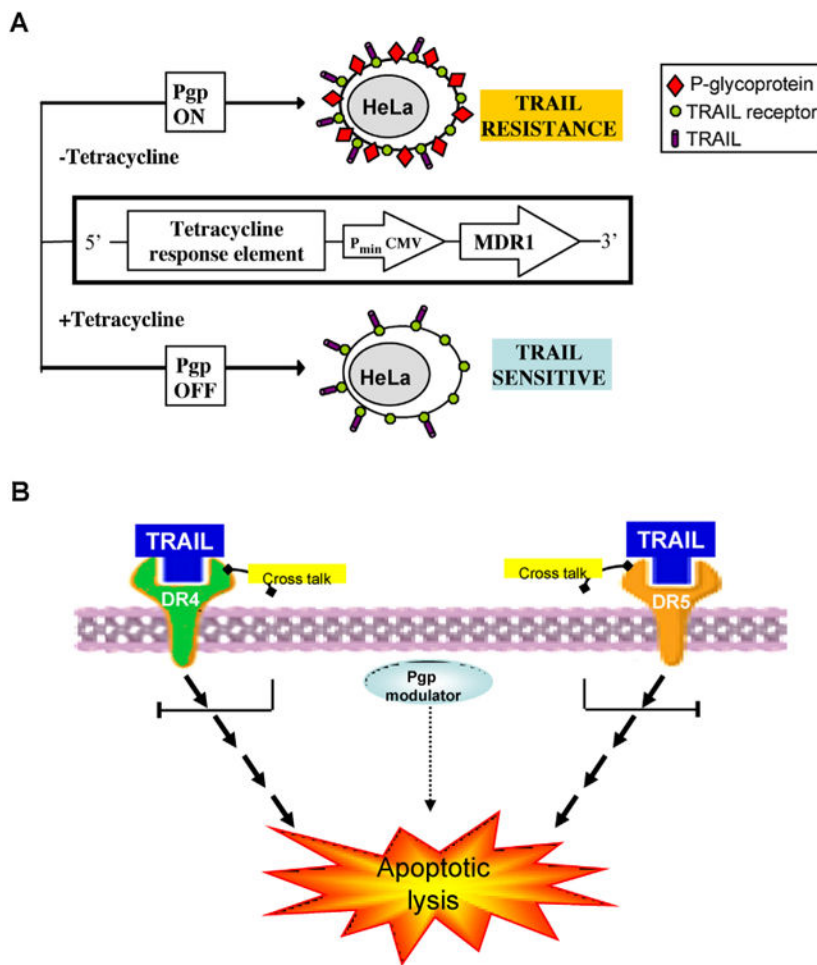 A
Pgp
ON
HeLa
TRAIL
RESISTANCE
P-glycoprotein
TRAIL receptor
TRAIL
-Tetracycline
5’
Tetracycline
response element
Pmin CMV
MDR1
3’
+Tetracycline
Pgp
OFF
HeLa
TRAIL
SENSITIVE
B
TRAIL
Cross talk
DR4
TRAIL
Cross talk
DR5
Pgp
modulator
Apoptotic
lysis